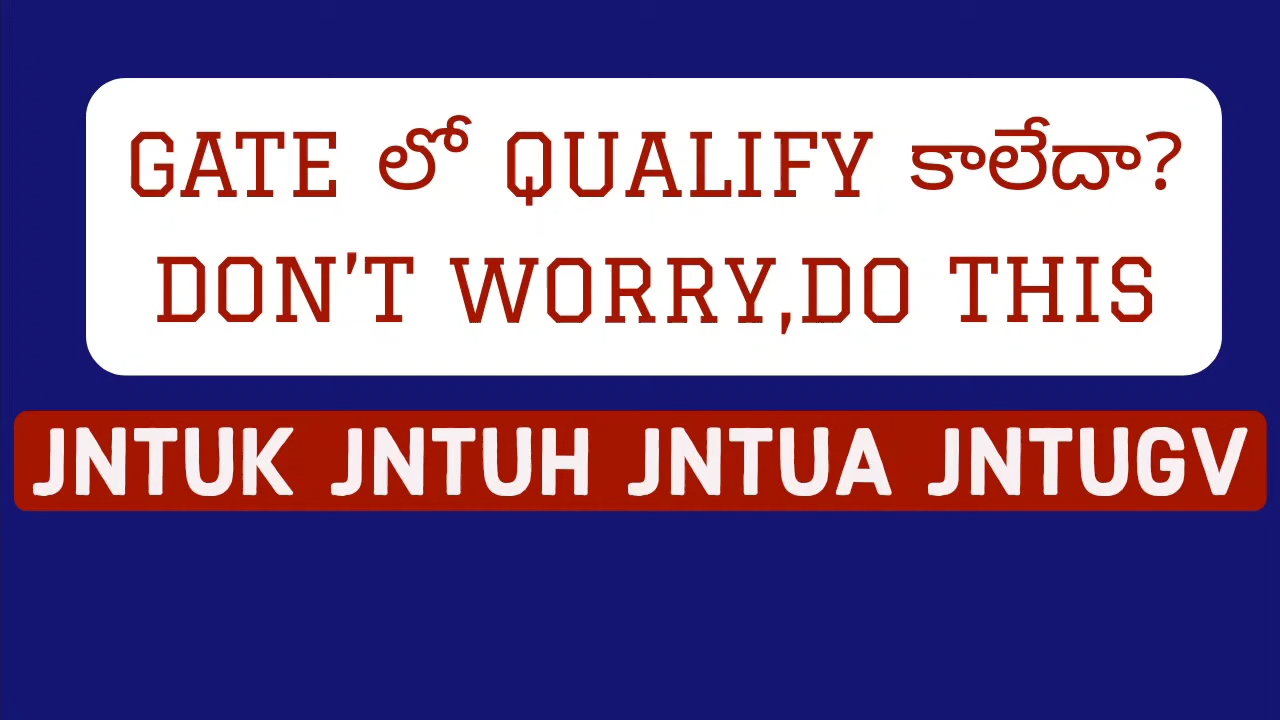 GATE లో QUALIFY కాలేదా?
DON'T WORRY,DO THIS
JNTUK JNTUH JNTUA JNTUGV